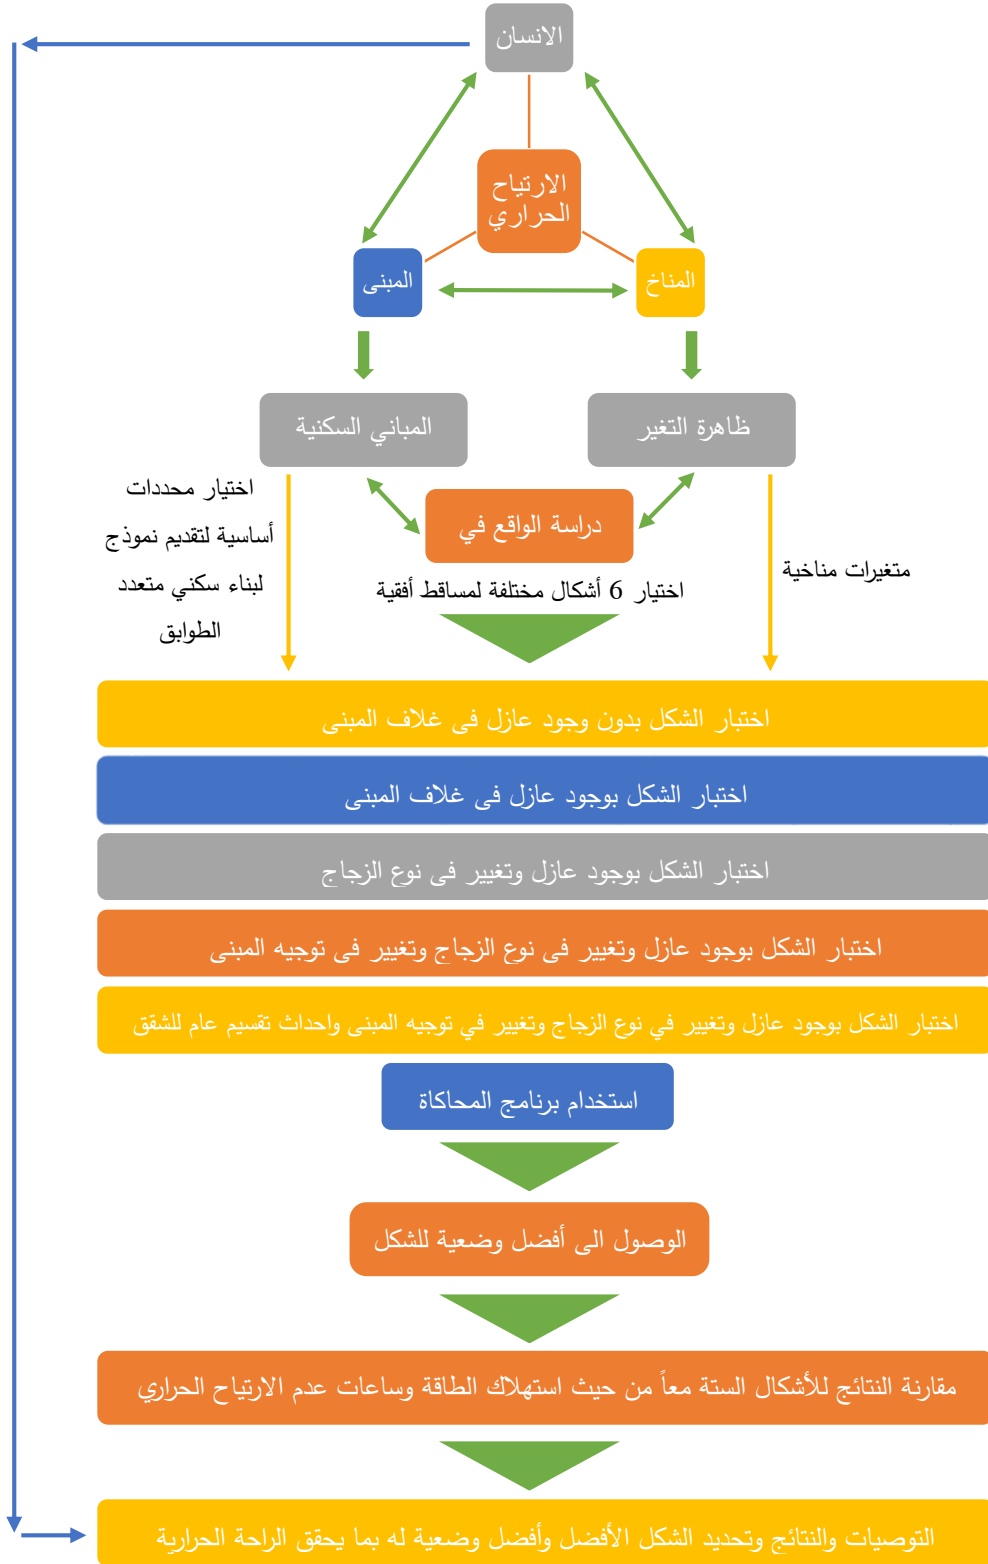 الانسان
الارتياح
الحراري
المبنى
المناخ
المباني السكنية
ظاهرة التغير
اختيار محددات
أساسية لتقديم نموذج
لبناء سكني متعدد
الطوابق
دراسة الواقع في
متغيرات مناخية
اختيار 6 أشكال مختلفة لمساقط أفقية
اختبار الشكل بدون وجود عازل فى غلاف المبنى
اختبار الشكل بوجود عازل فى غلاف المبنى
اختبار الشكل بوجود عازل وتغيير فى نوع الزجاج
اختبار الشكل بوجود عازل وتغيير فى نوع الزجاج وتغيير فى توجيه المبنى
اختبار الشكل بوجود عازل وتغيير في نوع الزجاج وتغيير في توجيه المبنى واحداث تقسيم عام للشقق
استخدام برنامج المحاكاة
الوصول الى أفضل وضعية للشكل
مقارنة النتائج للأشكال الستة معاً من حيث استهلاك الطاقة وساعات عدم الارتياح الحراري
التوصيات والنتائج وتحديد الشكل الأفضل وأفضل وضعية له بما يحقق الراحة الحرارية